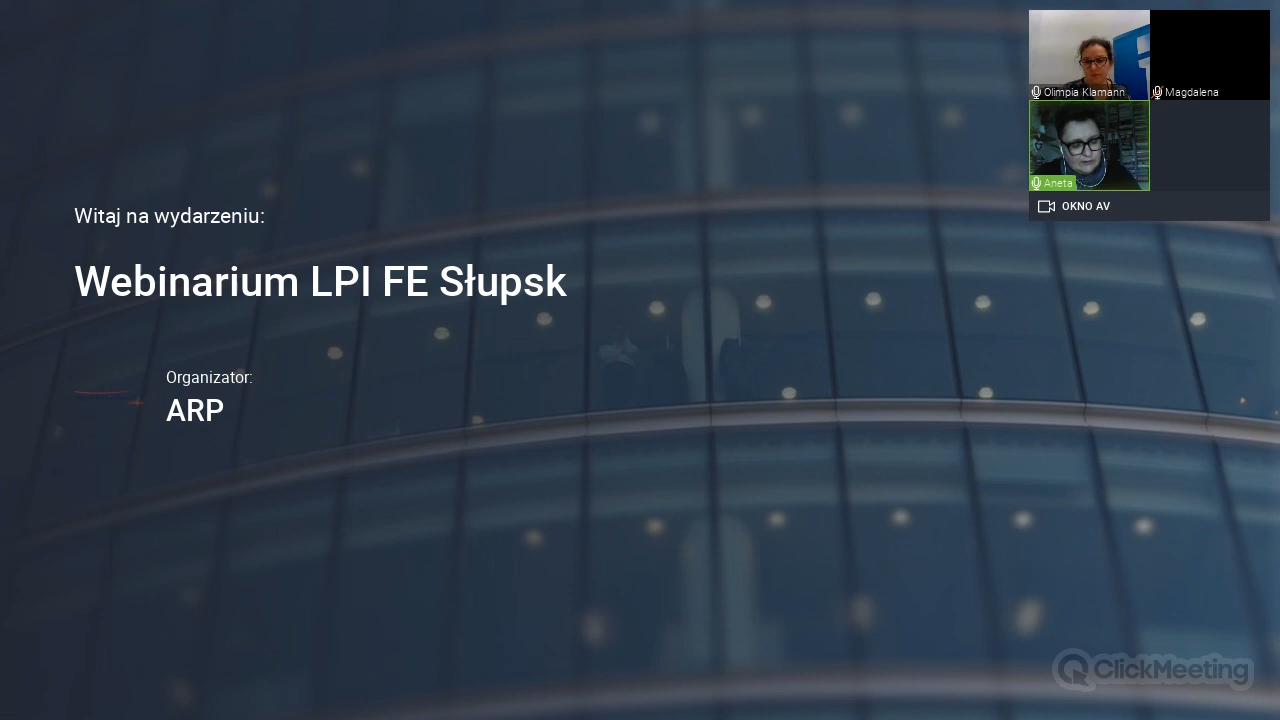 Olimpia Klamann
Magdalena
Aneta
OKNO AV
Witaj na wydarzeniu:
Webinarium LPI FE Słupsk
Organizator:
ARP
ClickMeeting